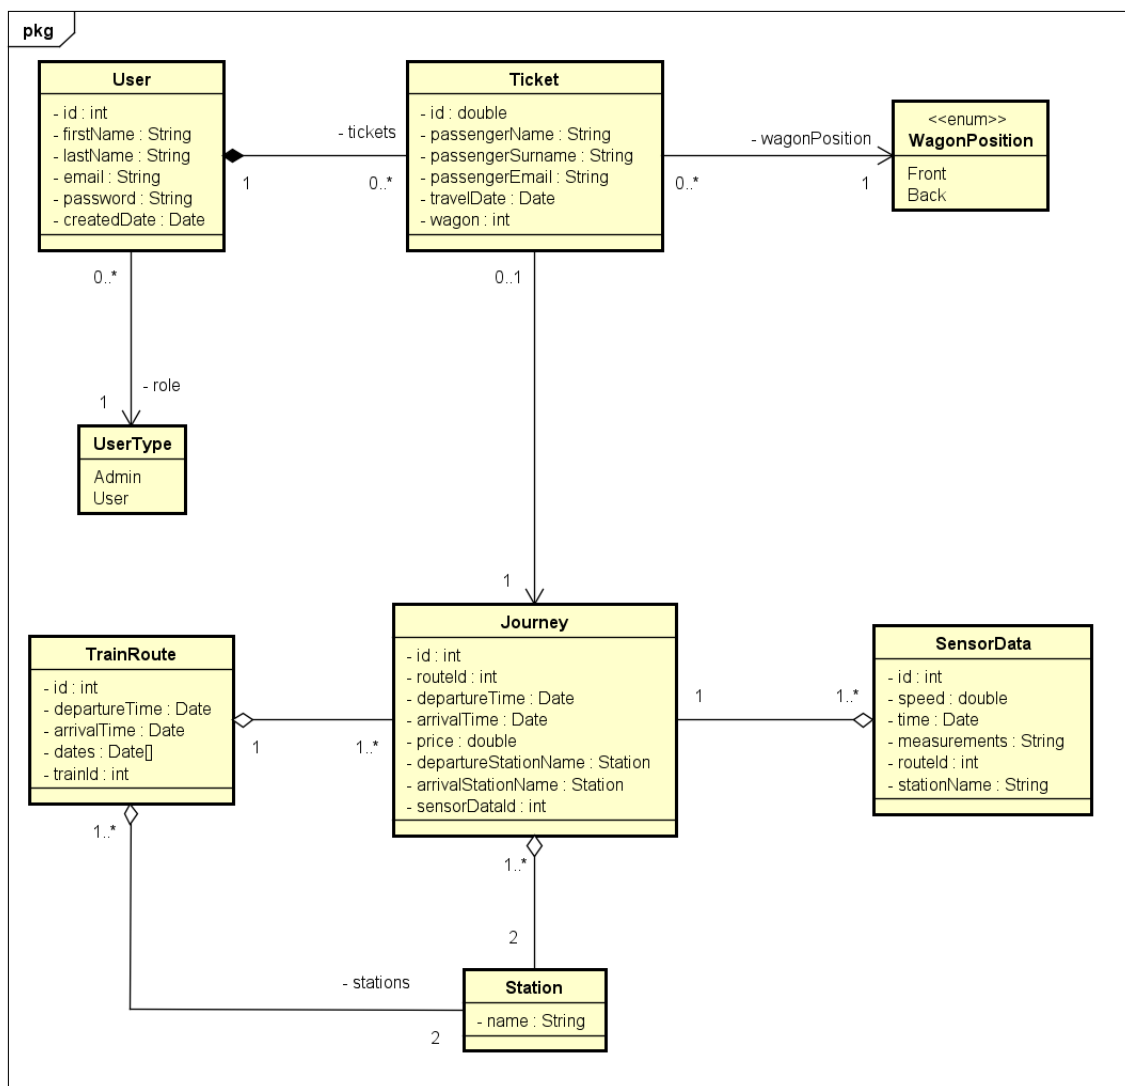 pkg
User
- id : int
- firstName : String
- lastName : String
- email : String
- password : String
- createdDate : Date
- tickets
1
0..*
Ticket
- id : double
- passengerName : String
- passengerSurname : String
- passengerEmail : String
- travelDate : Date
- wagon : int
- wagonPosition
0..*
1
<<enum>>
WagonPosition
Front
Back
0..*
- role
1
UserType
Admin
User
0..1
1
TrainRoute
- id : int
- departureTime : Date
- arrivalTime : Date
- dates : Date[]
- trainId : int
1
1..*
Journey
- id : int
- routeId : int
- departureTime : Date
- arrivalTime : Date
- price : double
- departureStationName : Station
- arrivalStationName : Station
- sensorDataId : int
1
1..*
SensorData
- id : int
- speed : double
- time : Date
- measurements : String
- routeId : int
- stationName : String
1..*
1..*
2
- stations
2
Station
- name : String